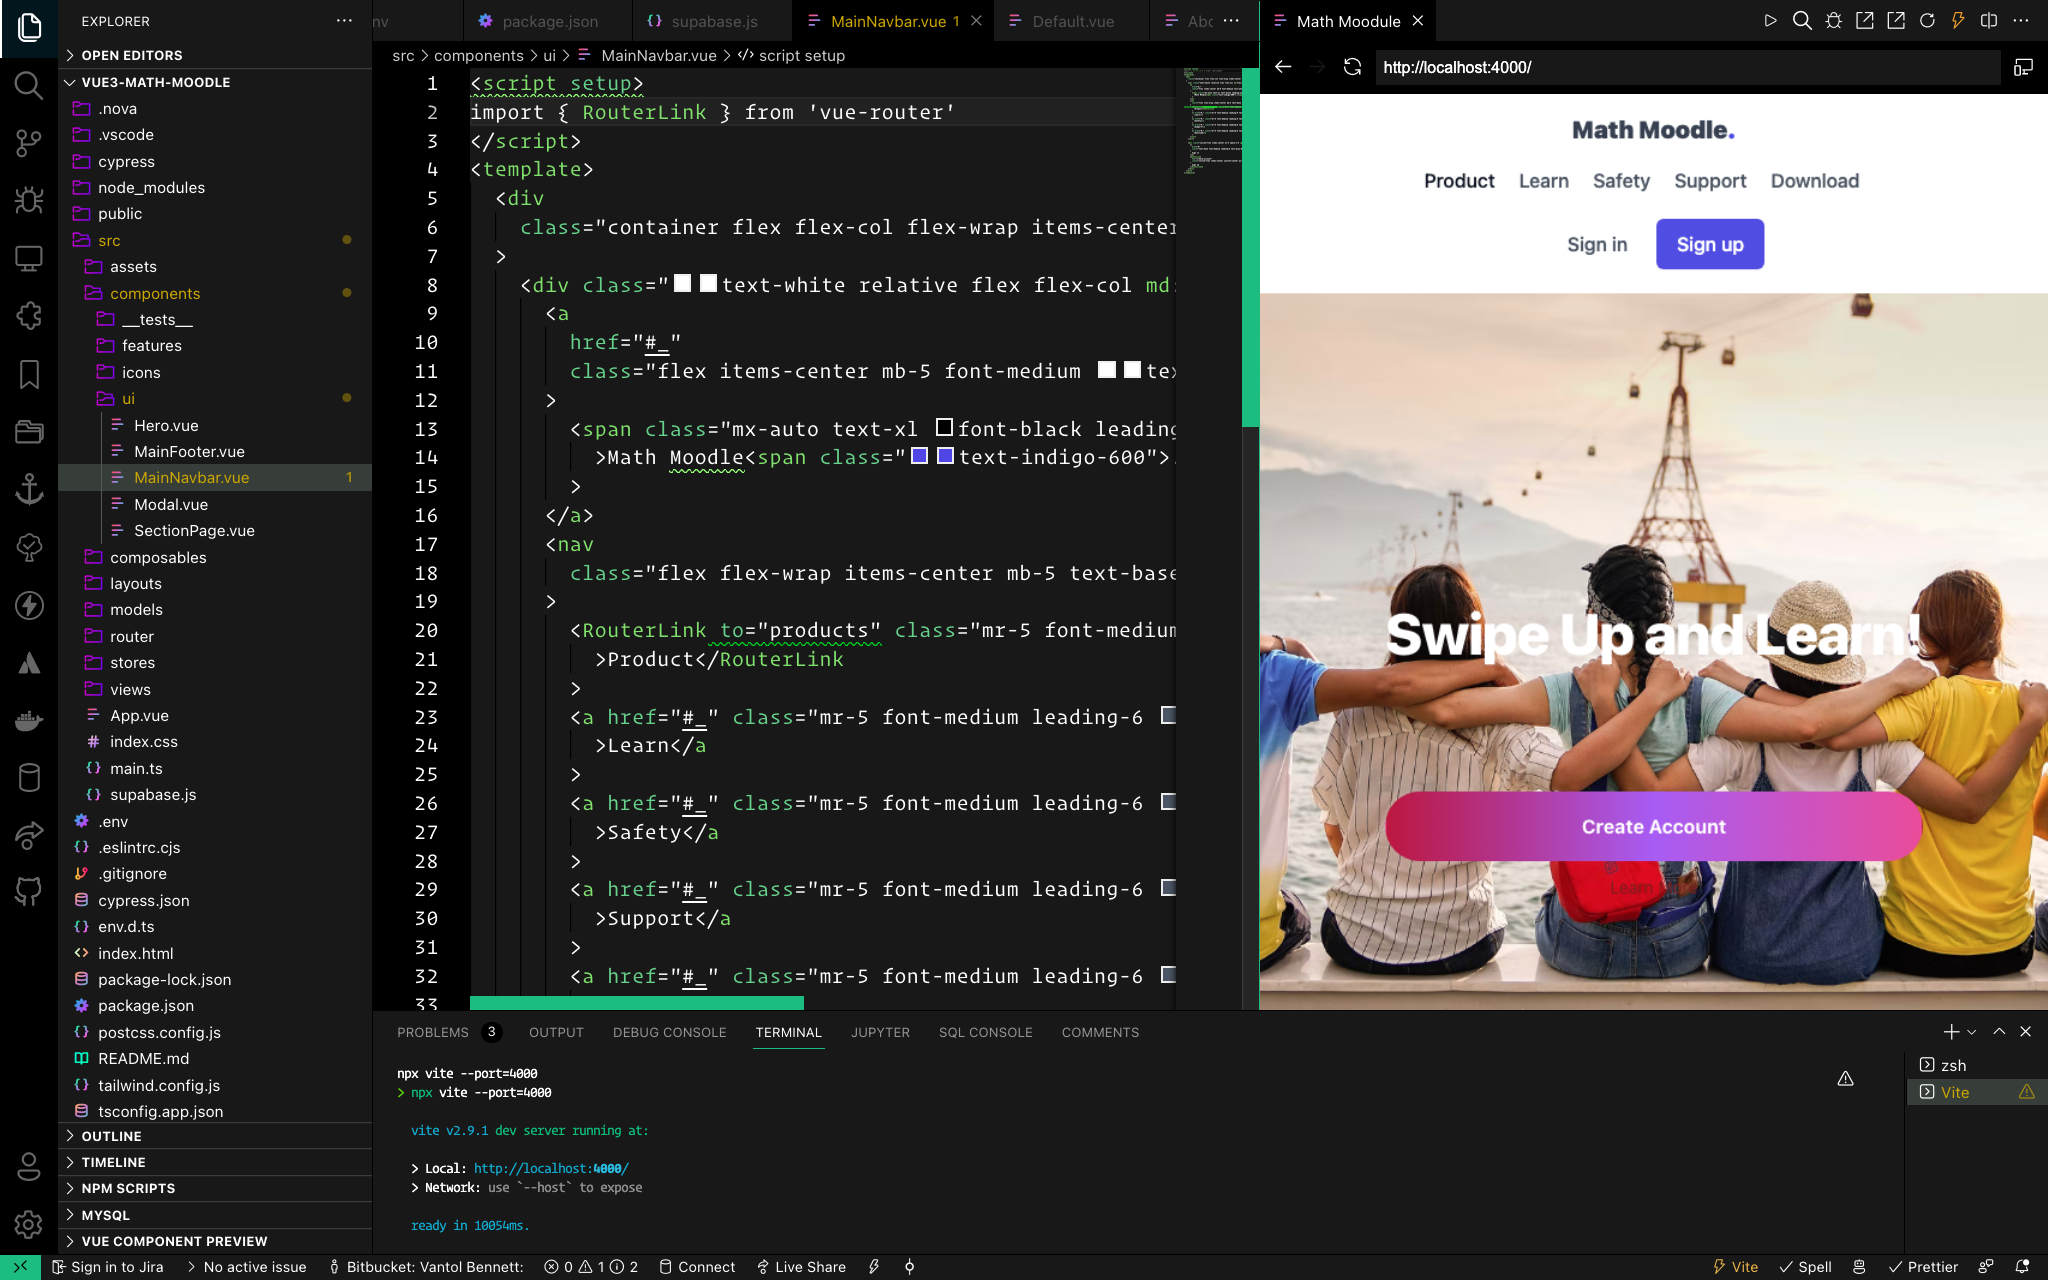 EXPLORER
OPEN EDITORS
VUE3-MATH-MOODLE
.nova
.vscode
cypress
node_modules
public
src
assets
components
__tests__
features
icons
ui
Hero.vue
MainFooter.vue
MainNavbar.vue 1
Modal.vue
SectionPage.vue
composables
layouts
models
router
stores
views
App.vue
index.css
main.ts
supabase.js
.env
.eslintrc.cjs
.gitignore
cypress.json
env.d.ts
index.html
package-lock.json
package.json
postcss.config.js
README.md
tailwind.config.js
tsconfig.app.json
OUTLINE
TIMELINE
NPM SCRIPTS
MYSQL
VUE COMPONENT PREVIEW
nv package.json supabase.js MainNavbar.vue 1 Default.vue Abc
src > components > ui > MainNavbar.vue > script setup
1 <script setup>
2 import { RouterLink } from 'vue-router'
3 </script>
4 <template>
5 <div
6 class="container flex flex-col flex-wrap items-center
7 >
8 <div class="text-white relative flex flex-col md:
9 <a
10 href="#_"
11 class="flex items-center mb-5 font-medium tex
12 >
13 <span class="mx-auto text-xl font-black leading
14 >Math Moodle<span class="text-indigo-600">.
15 >
16 </a>
17 <nav
18 class="flex flex-wrap items-center mb-5 text-base
19 >
20 <RouterLink to="products" class="mr-5 font-medium
21 >Product</RouterLink
22 >
23 <a href="#_" class="mr-5 font-medium leading-6
24 >Learn</a
25 >
26 <a href="#_" class="mr-5 font-medium leading-6
27 >Safety</a
28 >
29 <a href="#_" class="mr-5 font-medium leading-6
30 >Support</a
31 >
32 <a href="#_" class="mr-5 font-medium leading-6
33
Math Moodule
http://localhost:4000/
Math Moodle.
Product Learn Safety Support Download
Sign in Sign up
Swipe Up and Learn!
Create Account
Learn
PROBLEMS 3 OUTPUT DEBUG CONSOLE TERMINAL JUPYTER SQL CONSOLE COMMENTS
npx vite --port=4000
> npx vite --port=4000
vite v2.9.1 dev server running at:
> Local: http://localhost:4000/
> Network: use `--host` to expose
ready in 10054ms.
zsh
Vite
Sign in to Jira No active issue Bitbucket: Vantol Bennett: 0 1 2 Connect Live Share Vite Spell Prettier